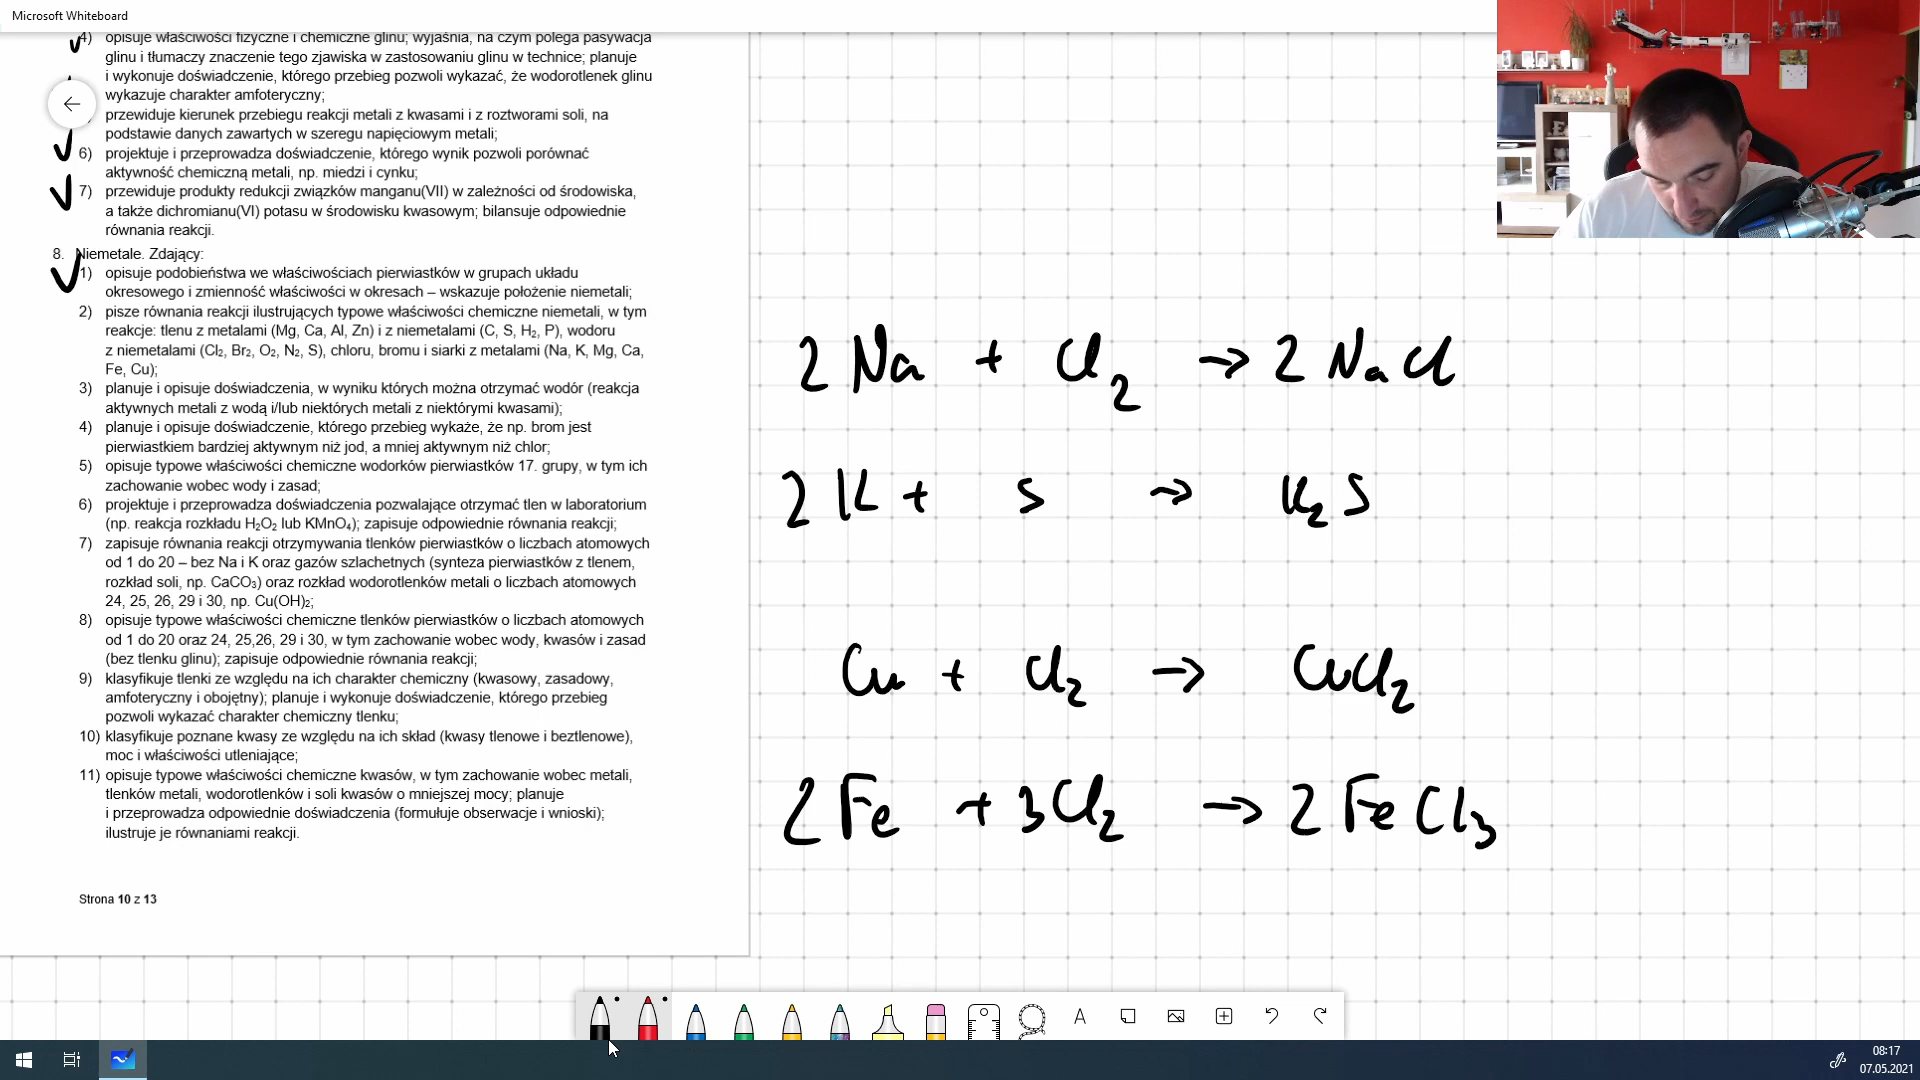 Microsoft Whiteboard
4) opisuje właściwości fizyczne i chemiczne glinu; wyjaśnia, na czym polega pasywacja
glinu i tłumaczy znaczenie tego zjawiska w zastosowaniu glinu w technice; planuje
i wykonuje doświadczenie, którego przebieg pozwoli wykazać, że wodorotlenek glinu
wykazuje charakter amfoteryczny;
przewiduje kierunek przebiegu reakcji metali z kwasami i z roztworami soli, na
podstawie danych zawartych w szeregu napięciowym metali;
6) projektuje i przeprowadza doświadczenie, którego wynik pozwoli porównać
aktywność chemiczną metali, np. miedzi i cynku;
7) przewiduje produkty redukcji związków manganu(VII) w zależności od środowiska,
a także dichromianu(VI) potasu w środowisku kwasowym; bilansuje odpowiednie
równania reakcji.
8. Niemetale. Zdający:
1) opisuje podobieństwa we właściwościach pierwiastków w grupach układu
okresowego i zmienność właściwości w okresach – wskazuje położenie niemetali;
2) pisze równania reakcji ilustrujących typowe właściwości chemiczne niemetali, w tym
reakcje: tlenu z metalami (Mg, Ca, Al, Zn) i z niemetalami (C, S, H₂, P), wodoru
z niemetalami (Cl₂, Br₂, O₂, N₂, S), chloru, bromu i siarki z metalami (Na, K, Mg, Ca,
Fe, Cu);
3) planuje i opisuje doświadczenia, w wyniku których można otrzymać wodór (reakcja
aktywnych metali z wodą i/lub niektórych metali z niektórymi kwasami);
4) planuje i opisuje doświadczenie, którego przebieg wykaże, że np. brom jest
pierwiastkiem bardziej aktywnym niż jod, a mniej aktywnym niż chlor;
5) opisuje typowe właściwości chemiczne wodorków pierwiastków 17. grupy, w tym ich
zachowanie wobec wody i zasad;
6) projektuje i przeprowadza doświadczenia pozwalające otrzymać tlen w laboratorium
(np. reakcja rozkładu H₂O₂ lub KMnO₄); zapisuje odpowiednie równania reakcji;
7) zapisuje równania reakcji otrzymywania tlenków pierwiastków o liczbach atomowych
od 1 do 20 – bez Na i K oraz gazów szlachetnych (synteza pierwiastków z tlenem,
rozkład soli, np. CaCO₃) oraz rozkład wodorotlenków metali o liczbach atomowych
24, 25, 26, 29 i 30, np. Cu(OH)₂;
8) opisuje typowe właściwości chemiczne tlenków pierwiastków o liczbach atomowych
od 1 do 20 oraz 24, 25,26, 29 i 30, w tym zachowanie wobec wody, kwasów i zasad
(bez tlenku glinu); zapisuje odpowiednie równania reakcji;
9) klasyfikuje tlenki ze względu na ich charakter chemiczny (kwasowy, zasadowy,
amfoteryczny i obojętny); planuje i wykonuje doświadczenie, którego przebieg
pozwoli wykazać charakter chemiczny tlenku;
10) klasyfikuje poznane kwasy ze względu na ich skład (kwasy tlenowe i beztlenowe),
moc i właściwości utleniające;
11) opisuje typowe właściwości chemiczne kwasów, w tym zachowanie wobec metali,
tlenków metali, wodorotlenków i soli kwasów o mniejszej mocy; planuje
i przeprowadza odpowiednie doświadczenia (formułuje obserwacje i wnioski);
ilustruje je równaniami reakcji.
Strona 10 z 13
2 Na + Cl₂ → 2 NaCl
2 K + S → K₂S
Cu + Cl₂ → CuCl₂
2 Fe + 3Cl₂ → 2 FeCl₃
A
08:17
07.05.2021